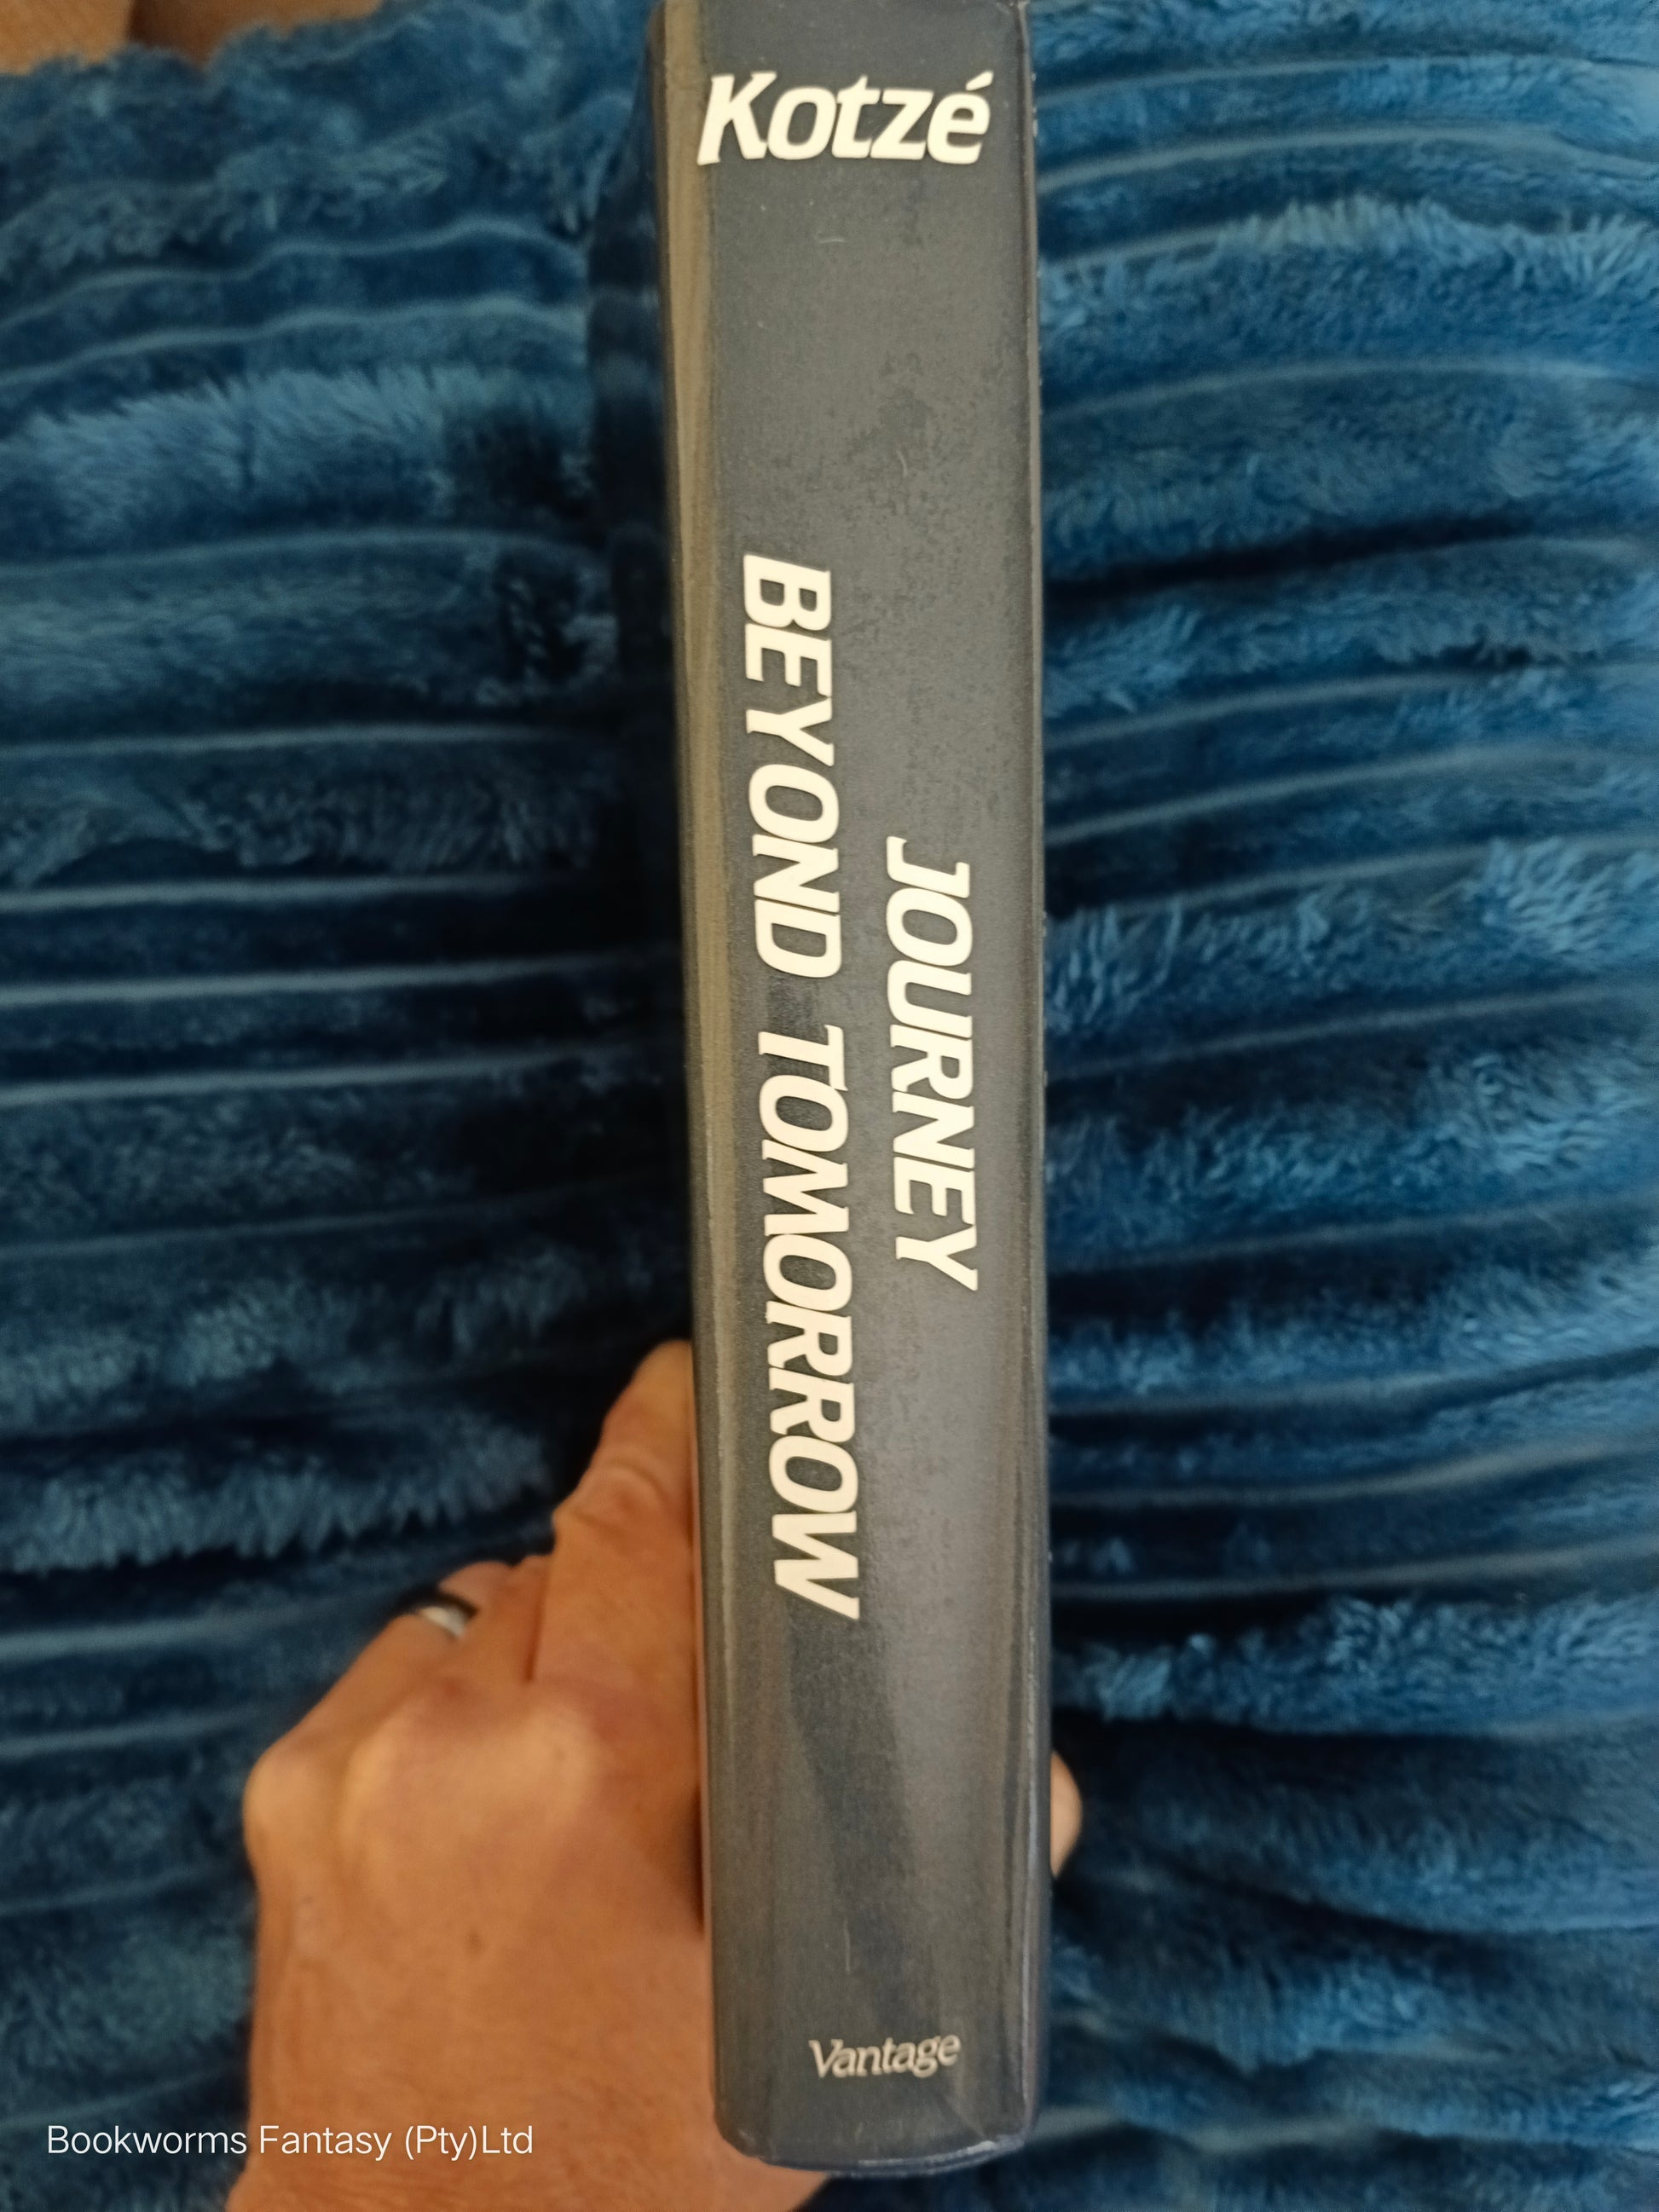 Kotzé
JOURNEY
BEYOND TOMORROW
Vantage
Bookworms Fantasy (Pty)Ltd